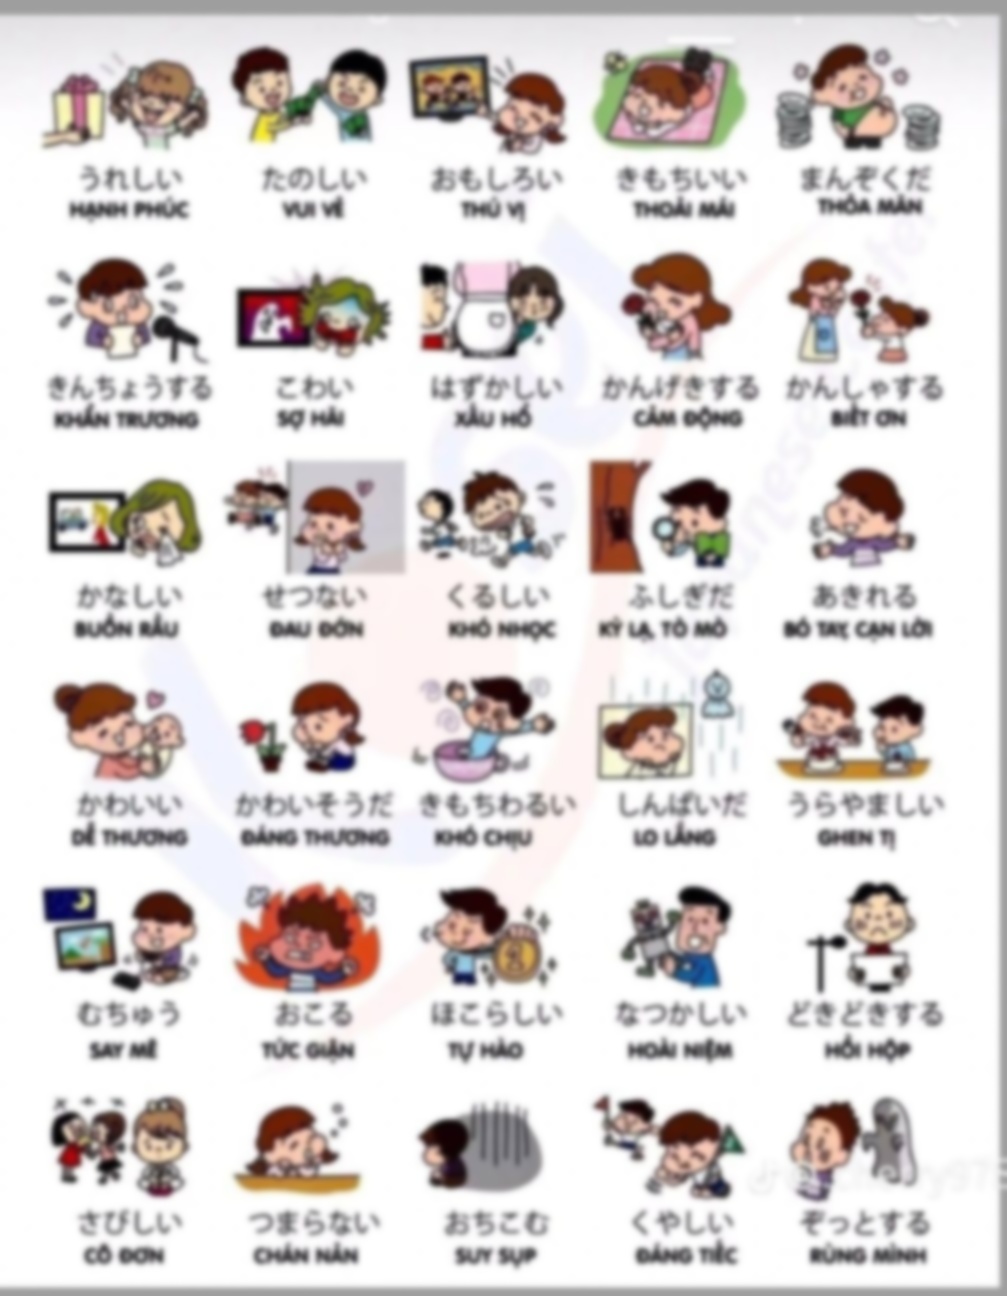 うれしい たのしい おもしろい きもちいい まんぞくだ
HẠNH PHÚC VUI VẺ THÚ VỊ THOẢI MÁI THỎA MÃN
きんちょうする こわい はずかしい かんげきする かんしゃする
KHẨN TRƯƠNG SỢ HÃI XẤU HỔ CẢM ĐỘNG BIẾT ƠN
かなしい せつない くるしい ふしぎだ あきれる
BUỒN RẦU ĐAU ĐỚN KHÓ NHỌC KỲ LẠ, TÒ MÒ BÓ TAY, CẠN LỜI
かわいい かわいそうだ きもちわるい しんぱいだ うらやましい
DỄ THƯƠNG ĐÁNG THƯƠNG KHÓ CHỊU LO LẮNG GHEN TỊ
むちゅう おこる ほこらしい なつかしい どきどきする
SAY MÊ TỨC GIẬN TỰ HÀO HOÀI NIỆM HỒI HỘP
さびしい つまらない おちこむ くやしい ぞっとする
CÔ ĐƠN CHÁN NẢN SUY SỤP ĐÁNG TIẾC RÙNG MÌNH